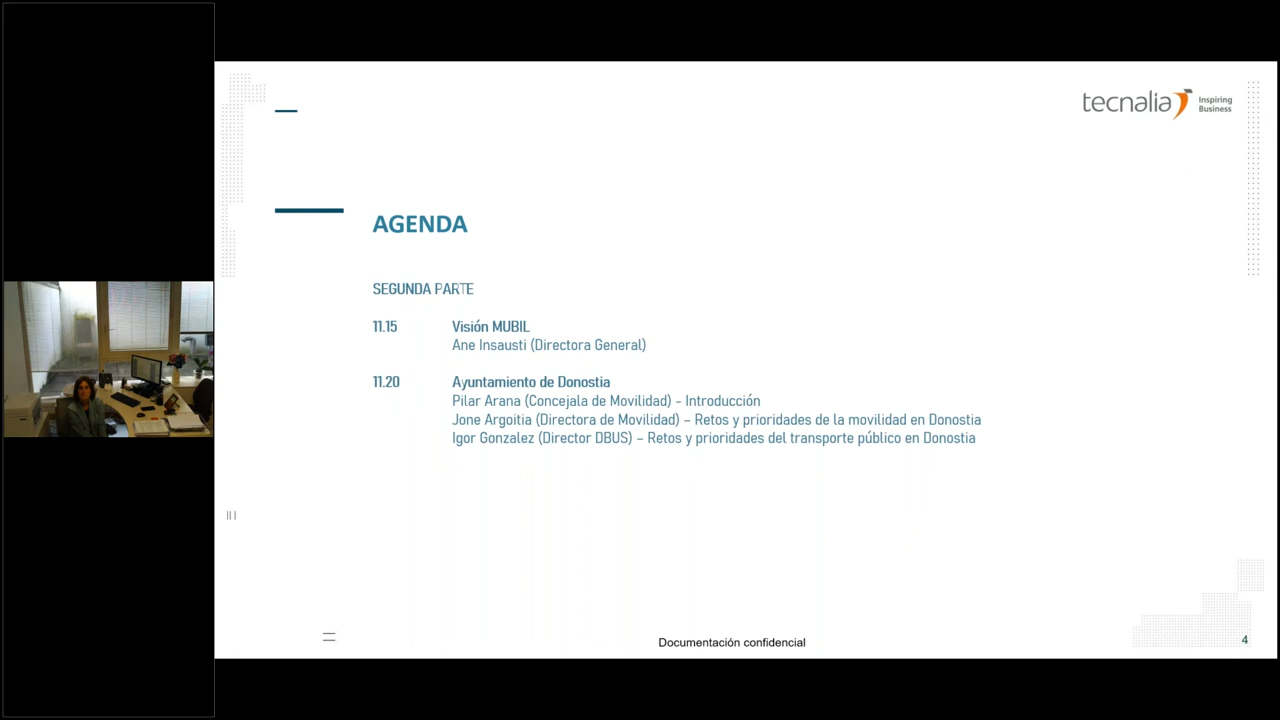 tecnalia Inspiring Business
AGENDA
SEGUNDA PARTE
11.15 Visión MUBIL
Ane Insausti (Directora General)
11.20 Ayuntamiento de Donostia
Pilar Arana (Concejala de Movilidad) - Introducción
Jone Argoitia (Directora de Movilidad) – Retos y prioridades de la movilidad en Donostia
Igor Gonzalez (Director DBUS) – Retos y prioridades del transporte público en Donostia
Documentación confidencial
4